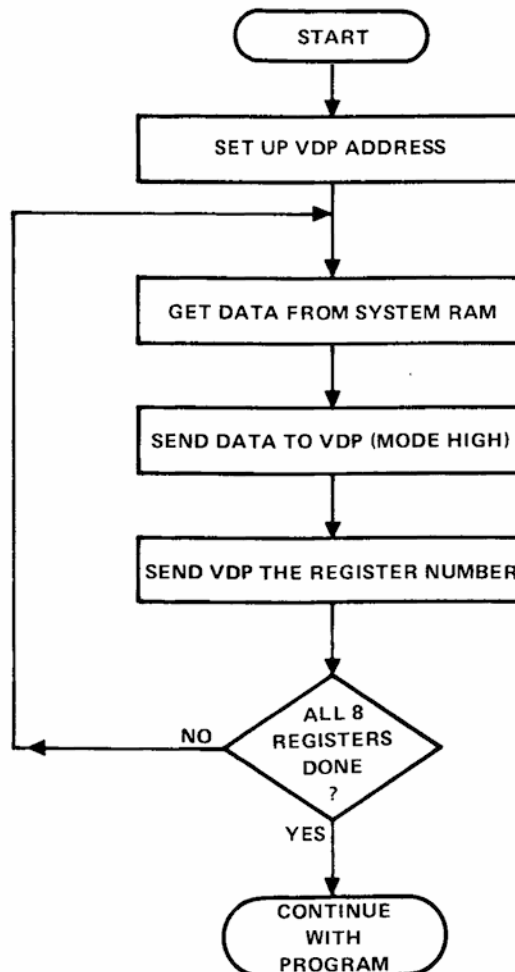 START
SET UP VDP ADDRESS
GET DATA FROM SYSTEM RAM
SEND DATA TO VDP (MODE HIGH)
SEND VDP THE REGISTER NUMBER
ALL 8
REGISTERS
DONE
?
NO
YES
CONTINUE
WITH
PROGRAM